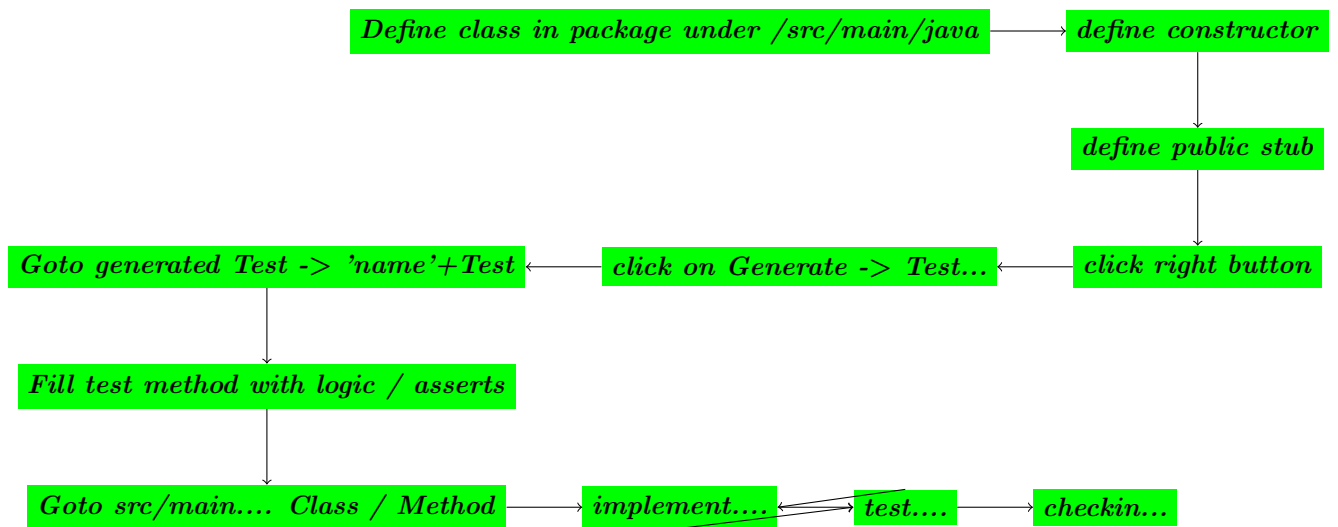 Define class in package under /src/main/java
define constructor
define public stub
click right button
click on Generate -> Test...
Goto generated Test -> 'name'+Test
Fill test method with logic / asserts
Goto src/main.... Class / Method
implement....
test....
checkin...